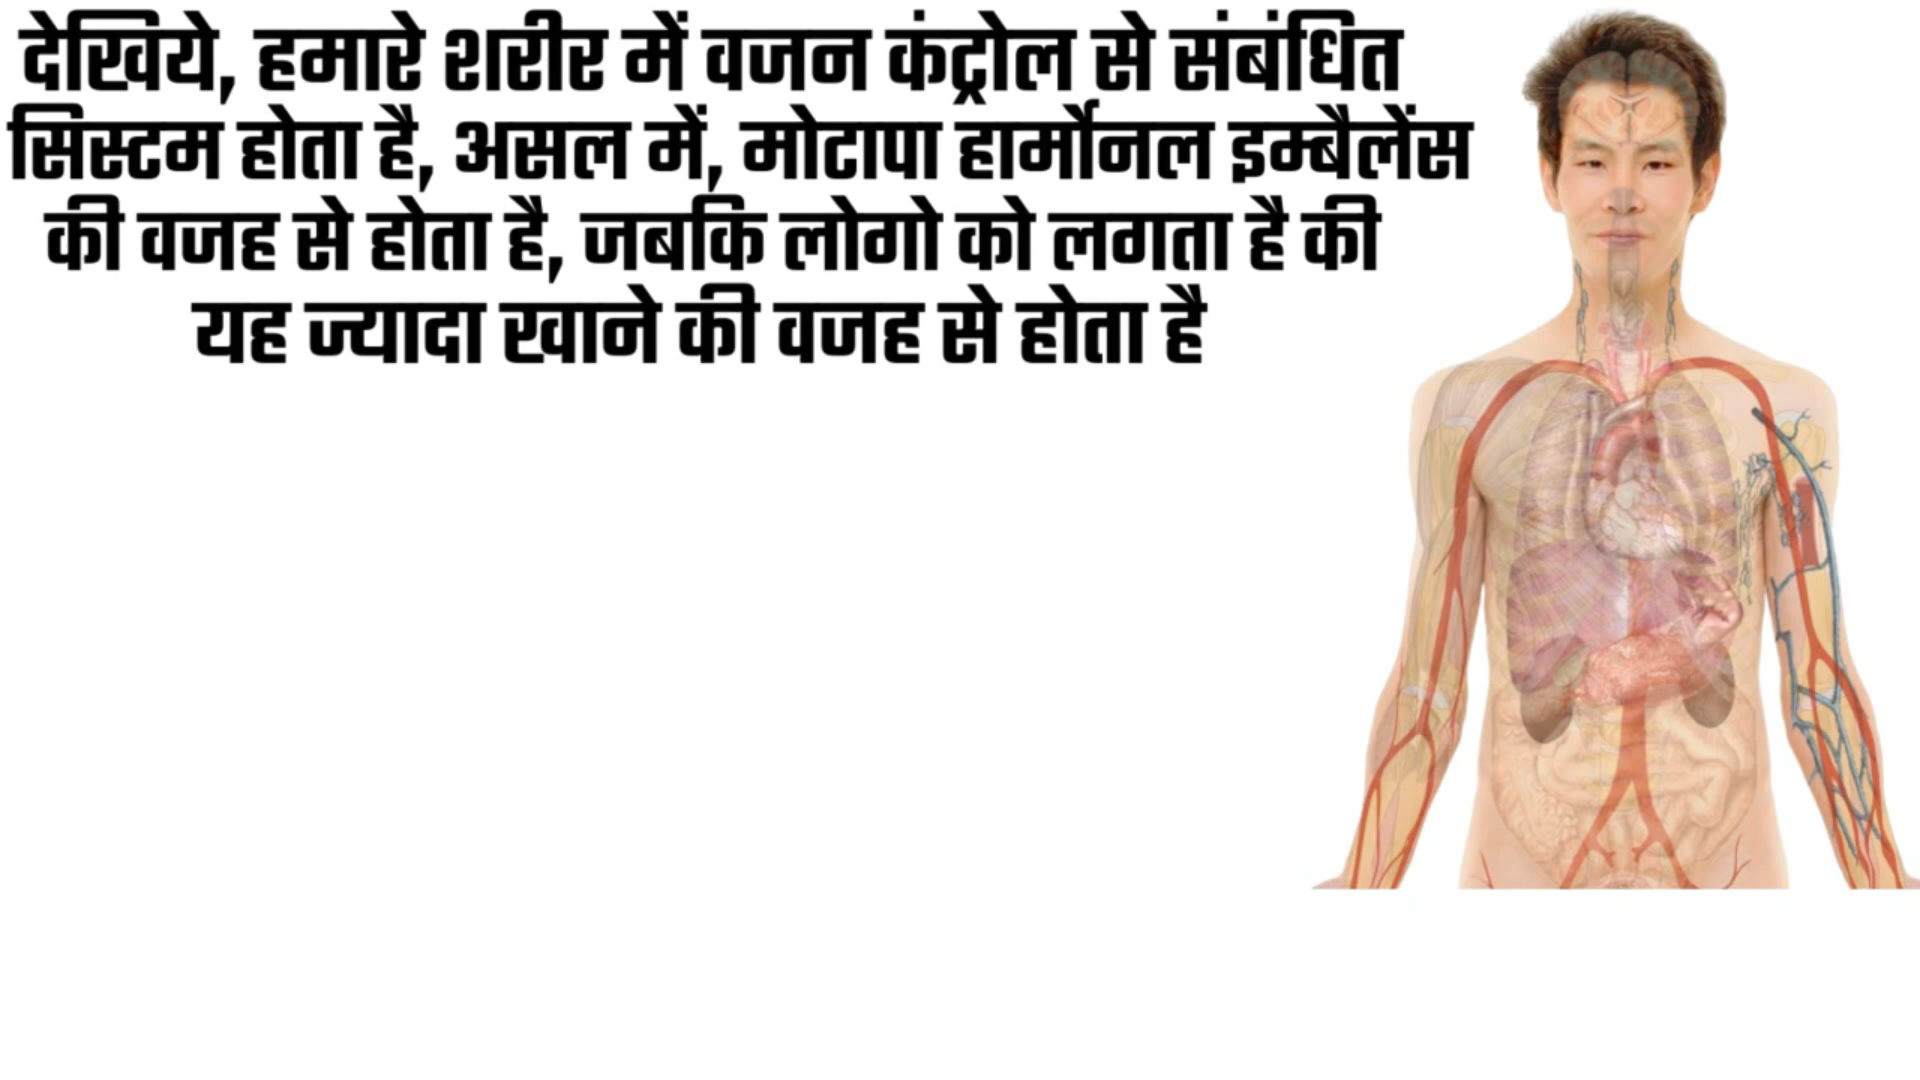 देखिये, हमारे शरीर में वजन कंट्रोल से संबंधित
सिस्टम होता है, असल में, मोटापा हार्मोनल इम्बैलेंस
की वजह से होता है, जबकि लोगो को लगता है की
यह ज्यादा खाने की वजह से होता है